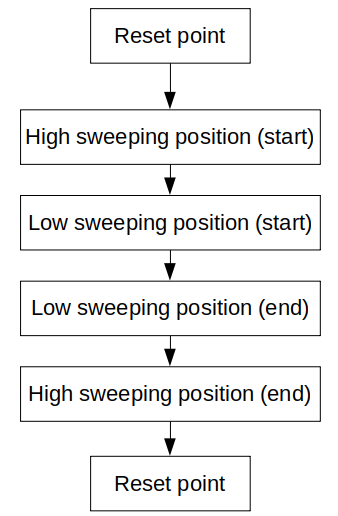 Reset point
High sweeping position (start)
Low sweeping position (start)
Low sweeping position (end)
High sweeping position (end)
Reset point